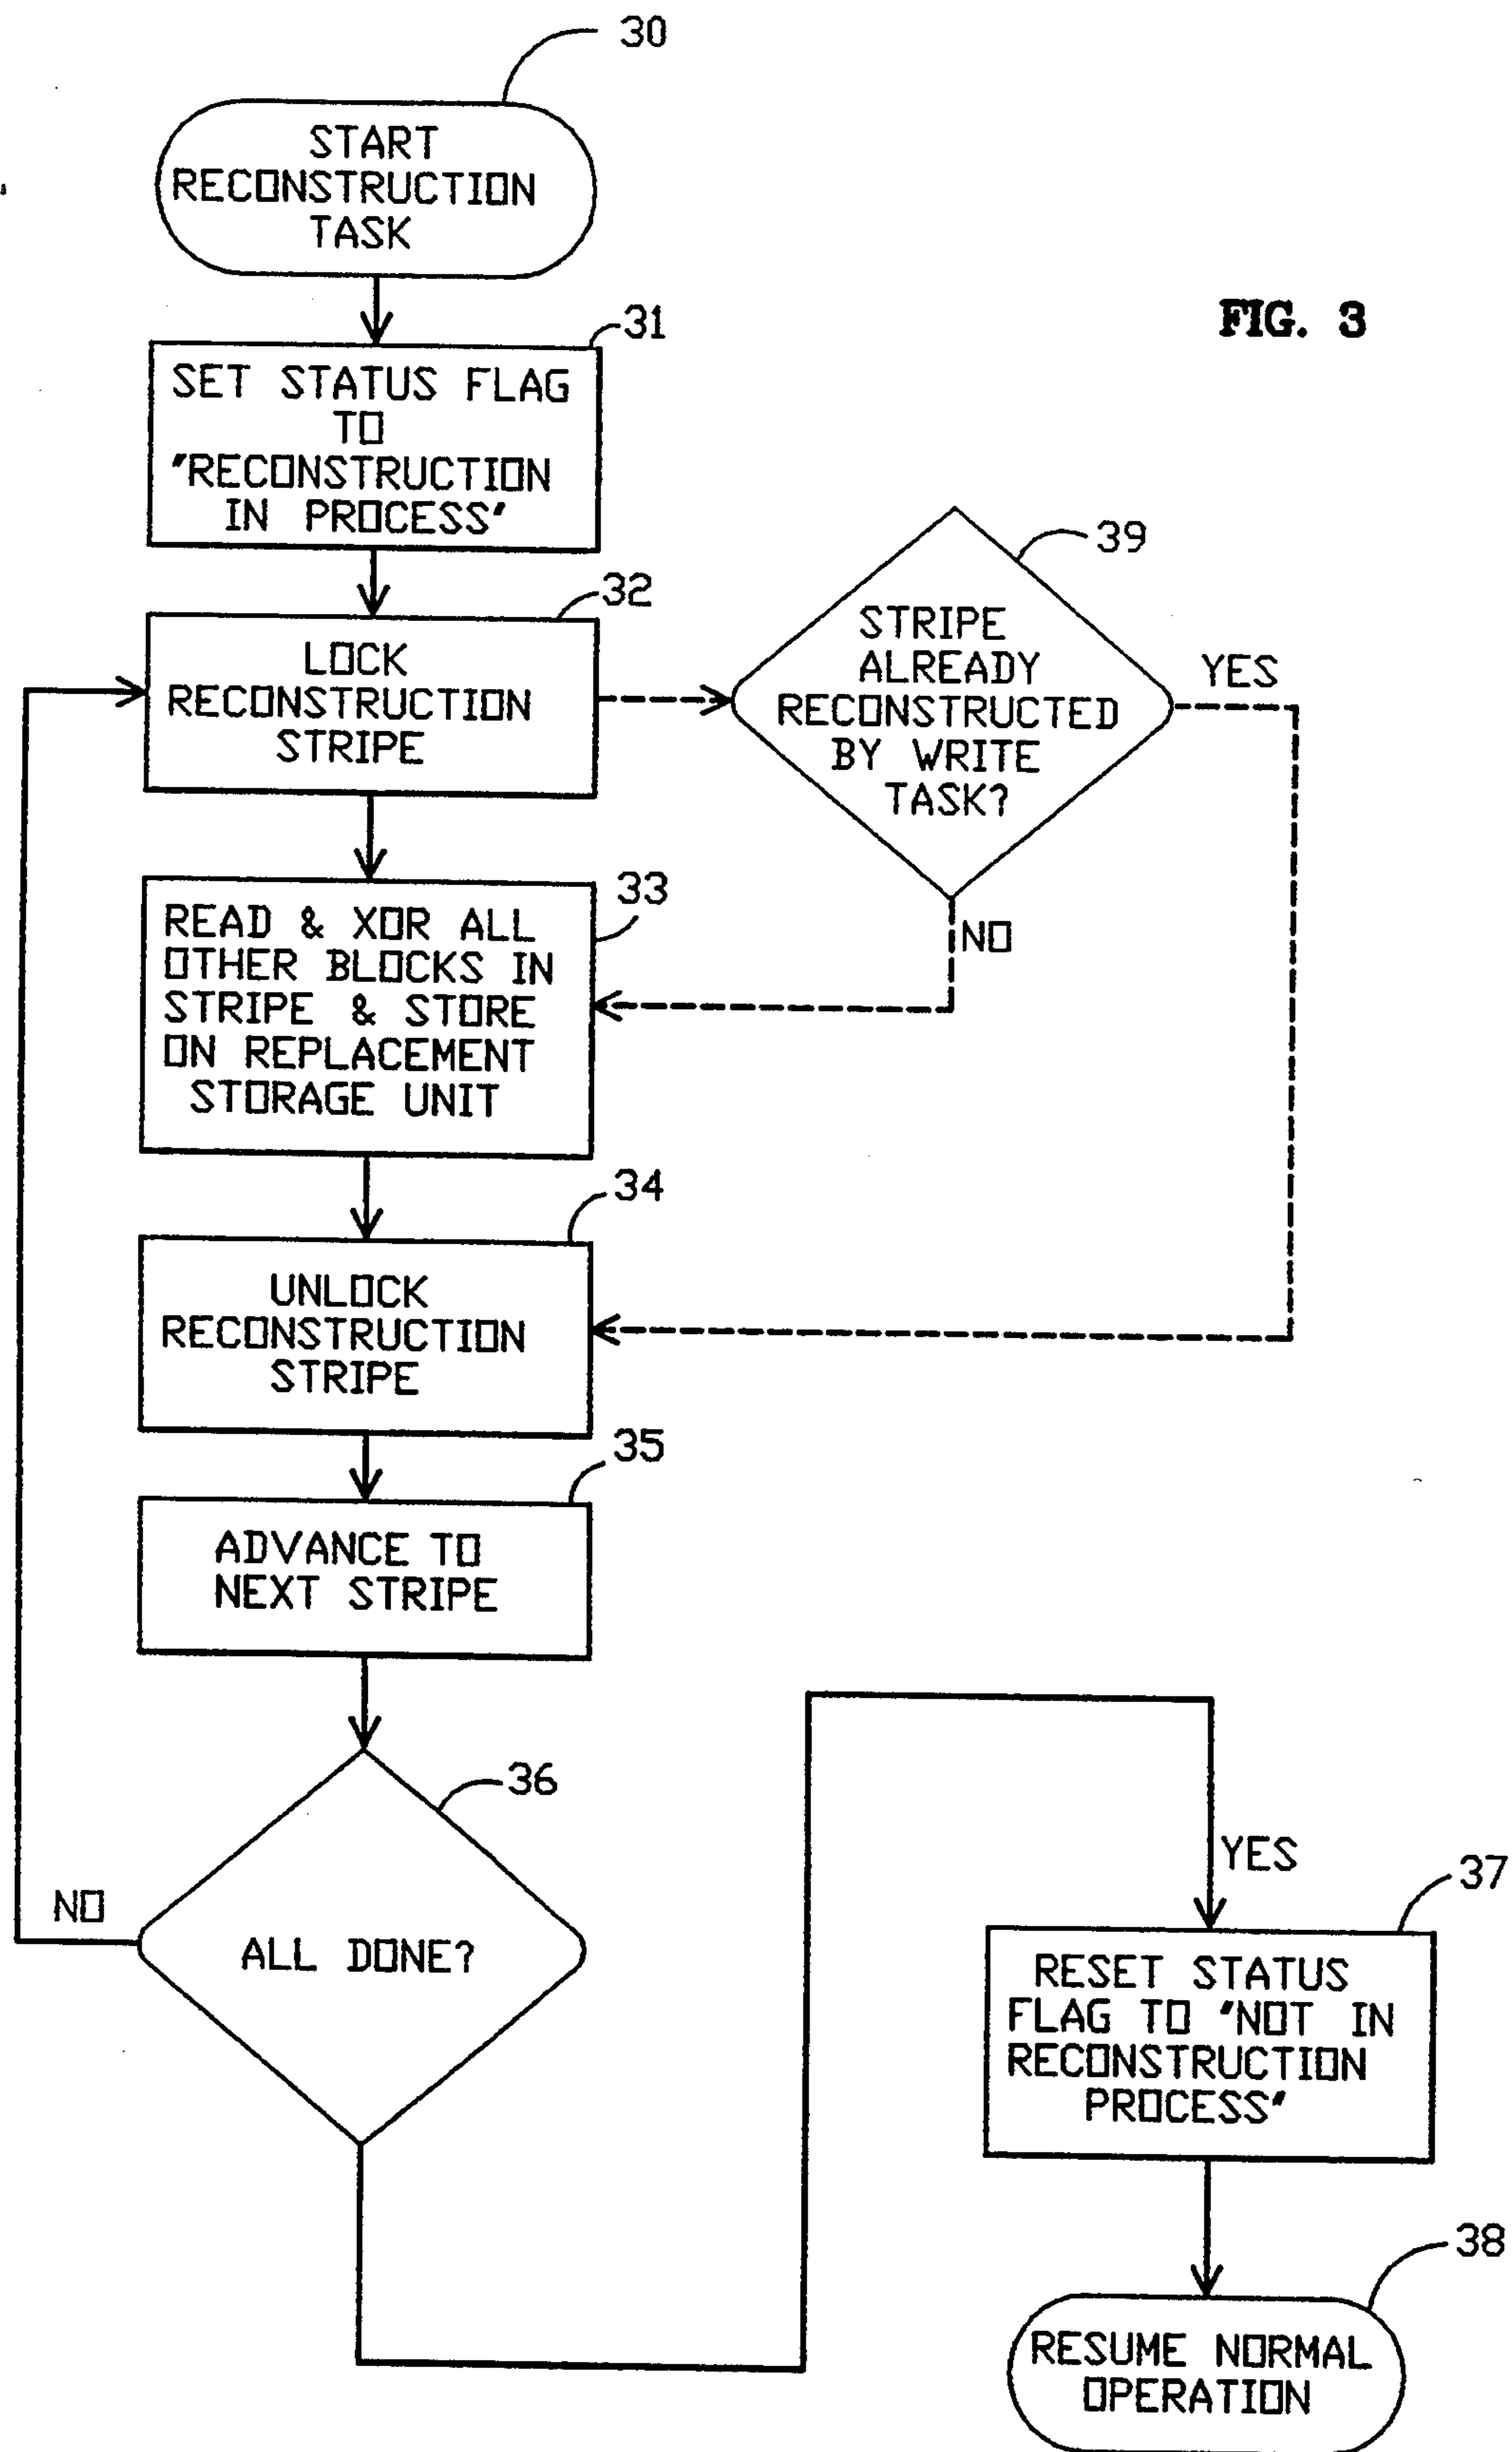 30
START
RECONSTRUCTION
TASK
FIG. 3
31
SET STATUS FLAG
TO
"RECONSTRUCTION
IN PROCESS"
32
LOCK
RECONSTRUCTION
STRIPE
39
STRIPE
ALREADY
RECONSTRUCTED
BY WRITE
TASK?
YES
NO
33
READ & XOR ALL
OTHER BLOCKS IN
STRIPE & STORE
ON REPLACEMENT
STORAGE UNIT
34
UNLOCK
RECONSTRUCTION
STRIPE
35
ADVANCE TO
NEXT STRIPE
36
ALL DONE?
NO
YES
37
RESET STATUS
FLAG TO "NOT IN
RECONSTRUCTION
PROCESS"
38
RESUME NORMAL
OPERATION